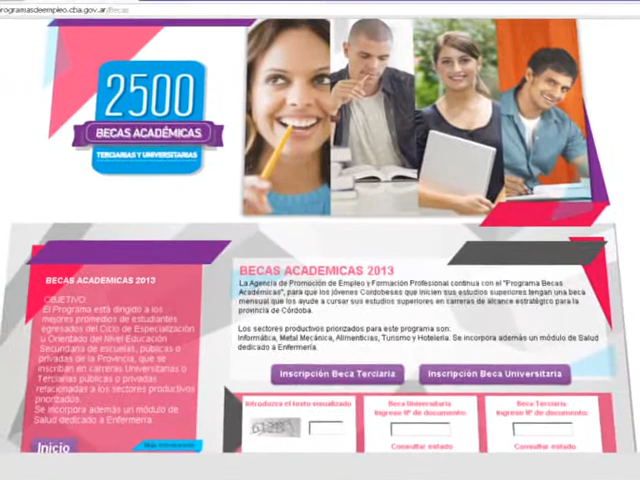 programasdeempleo.cba.gov.ar/Becas
2500
BECAS ACADÉMICAS
TERCIARIAS Y UNIVERSITARIAS
BECAS ACADEMICAS 2013
OBJETIVO
El Programa está dirigido a los
mejores promedios de estudiantes
egresados del Ciclo de Especialización
u Orientado del Nivel Educación
Secundaria de escuelas, públicas o
privadas de la Provincia, que se
inscriban en carreras Universitarias o
Terciarias públicas o privadas
relacionadas a los sectores productivos
priorizados.
Se incorpora además un módulo de
Salud dedicado a Enfermería.
Inicio
Más Información
BECAS ACADEMICAS 2013
La Agencia de Promoción de Empleo y Formación Profesional continua con el "Programa Becas
Académicas", para que los jóvenes Cordobeses que inicien sus estudios superiores tengan una beca
mensual que los ayude a cursar sus estudios superiores en carreras de alcance estratégico para la
provincia de Córdoba.
Los sectores productivos priorizados para este programa son:
Informática, Metal Mecánica, Alimenticias, Turismo y Hotelería. Se incorpora además un módulo de Salud
dedicado a Enfermería.
Inscripción Beca Terciaria
Inscripción Beca Universitaria
Introduzca el texto visualizado
Beca Universitaria
Ingrese Nº de documento:
Consultar estado
Beca Terciaria
Ingrese Nº de documento:
Consultar estado